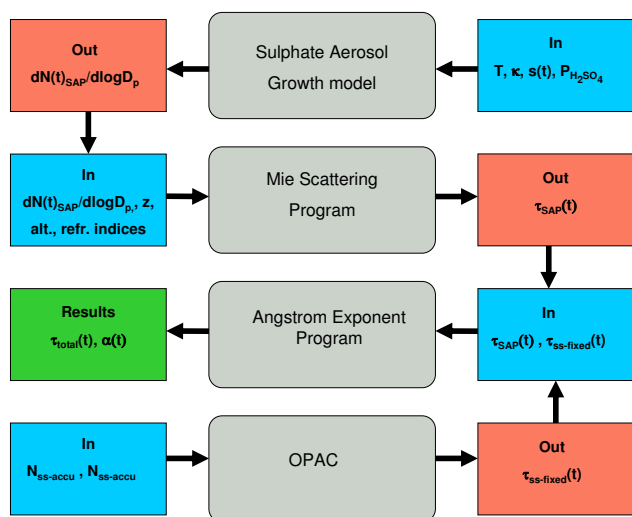 Out
dN(t)SAP/dlogDp
Sulphate Aerosol
Growth model
In
T, κ, s(t), PH2SO4
In
dN(t)SAP/dlogDp,, z,
alt., refr. indices
Mie Scattering
Program
Out
τSAP(t)
Results
τtotal(t), α(t)
Angstrom Exponent
Program
In
τSAP(t) , τss-fixed(t)
In
Nss-accu , Nss-accu
OPAC
Out
τss-fixed(t)